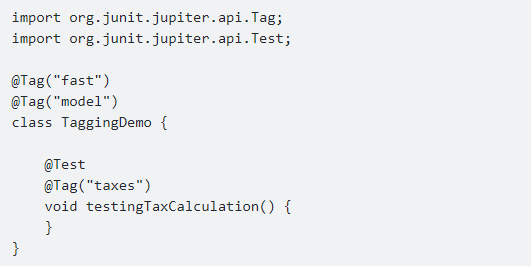 import org.junit.jupiter.api.Tag;
import org.junit.jupiter.api.Test;

@Tag("fast")
@Tag("model")
class TaggingDemo {

    @Test
    @Tag("taxes")
    void testingTaxCalculation() {
    }
}